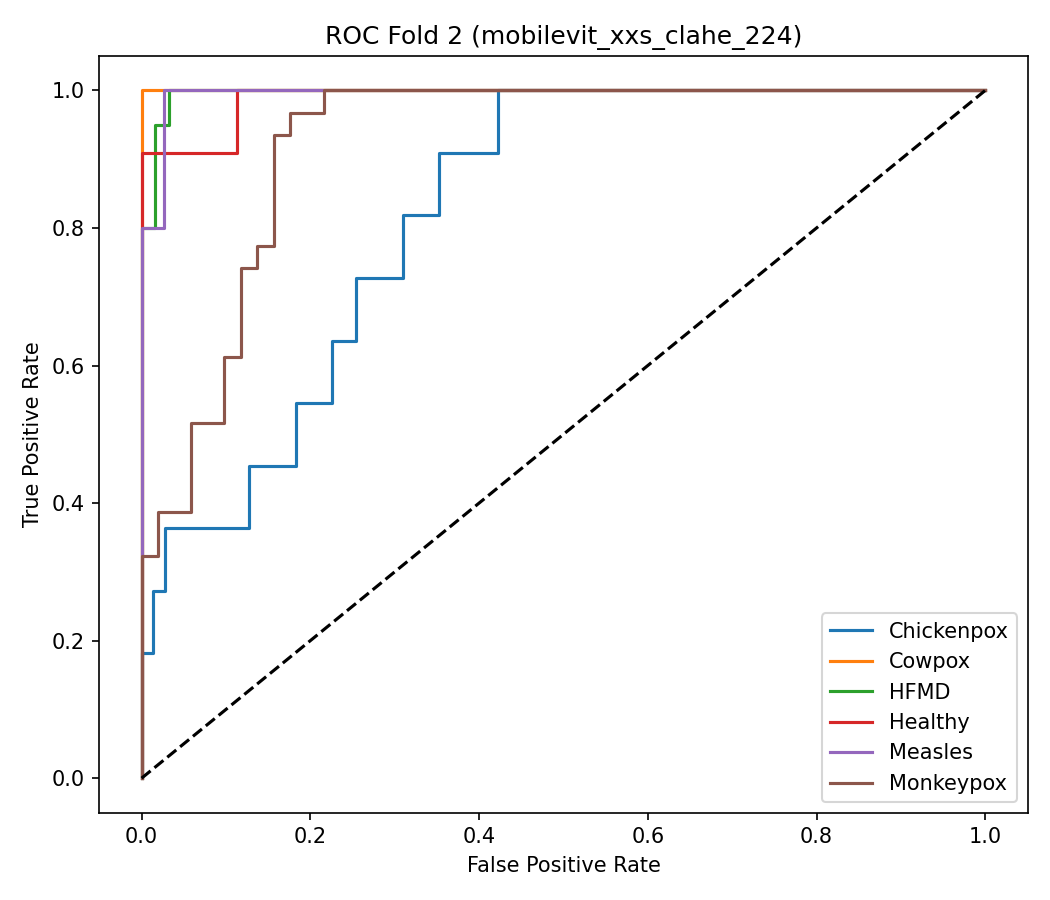 ROC Fold 2 (mobilevit_xxs_clahe_224)
True Positive Rate
1.0
0.8
0.6
0.4
0.2
0.0
0.0 0.2 0.4 0.6 0.8 1.0
False Positive Rate
Chickenpox
Cowpox
HFMD
Healthy
Measles
Monkeypox